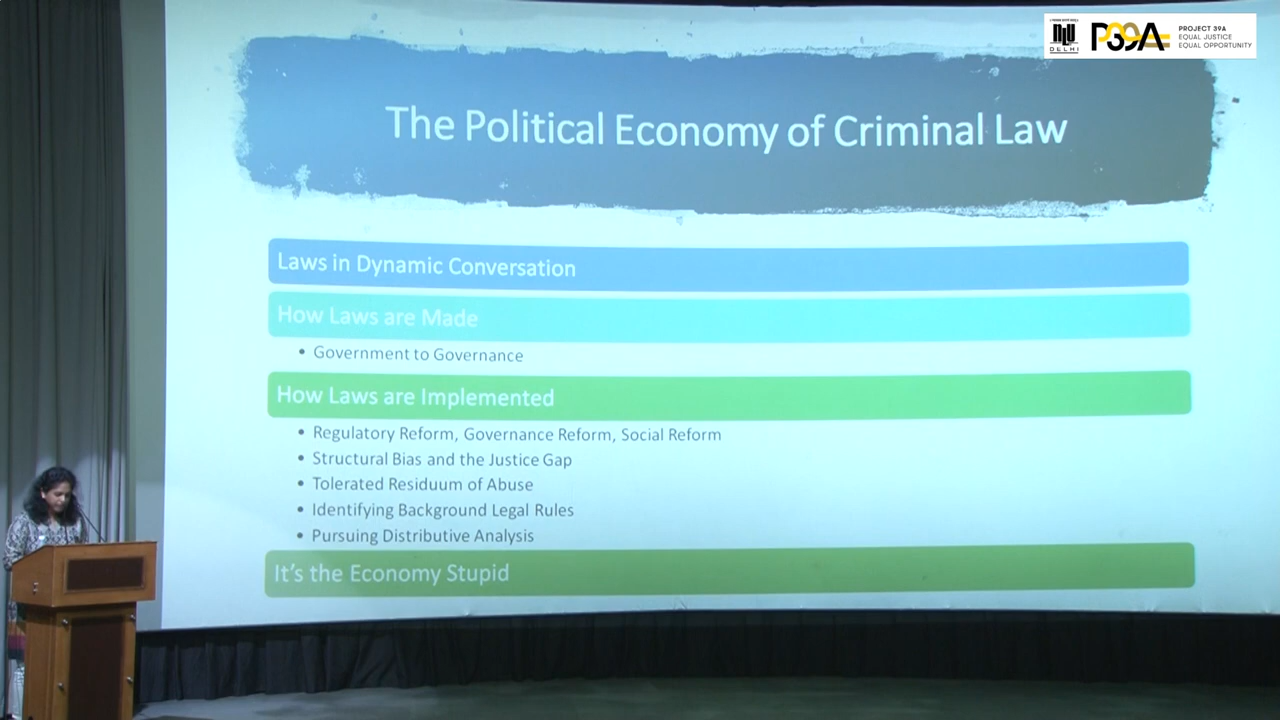 DELHI
P39A
PROJECT 39A
EQUAL JUSTICE
EQUAL OPPORTUNITY
The Political Economy of Criminal Law
Laws in Dynamic Conversation
How Laws are Made
• Government to Governance
How Laws are Implemented
• Regulatory Reform, Governance Reform, Social Reform
• Structural Bias and the Justice Gap
• Tolerated Residuum of Abuse
• Identifying Background Legal Rules
• Pursuing Distributive Analysis
It's the Economy Stupid